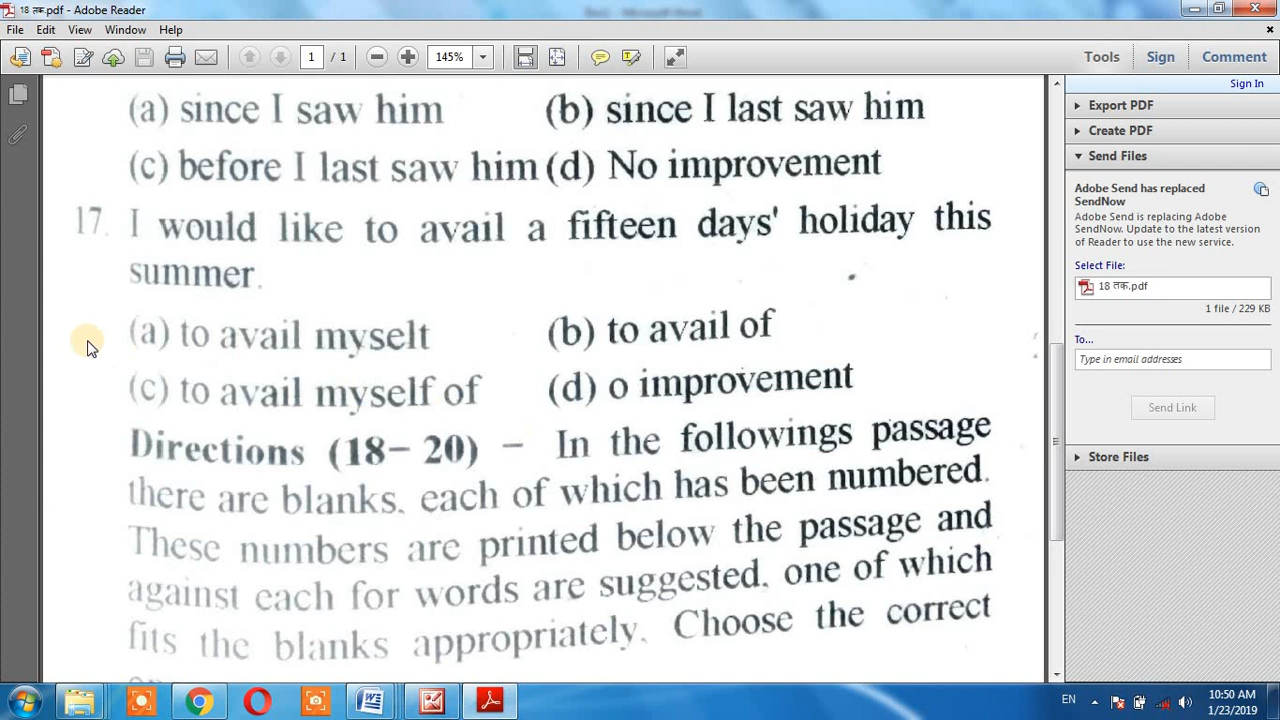 18 तक.pdf - Adobe Reader
File Edit View Window Help
1 / 1 145% Tools Sign Comment
Sign In
(a) since I saw him (b) since I last saw him
(c) before I last saw him (d) No improvement
17. I would like to avail a fifteen days' holiday this
summer.
(a) to avail myselt (b) to avail of
(c) to avail myself of (d) o improvement
Directions (18– 20) – In the followings passage
there are blanks, each of which has been numbered.
These numbers are printed below the passage and
against each for words are suggested, one of which
fits the blanks appropriately. Choose the correct
Export PDF
Create PDF
Send Files
Adobe Send has replaced
SendNow
Adobe Send is replacing Adobe
SendNow. Update to the latest version
of Reader to use the new service.
Select File:
18 तक.pdf
1 file / 229 KB
To...
Type in email addresses
Send Link
Store Files
EN 10:50 AM
1/23/2019